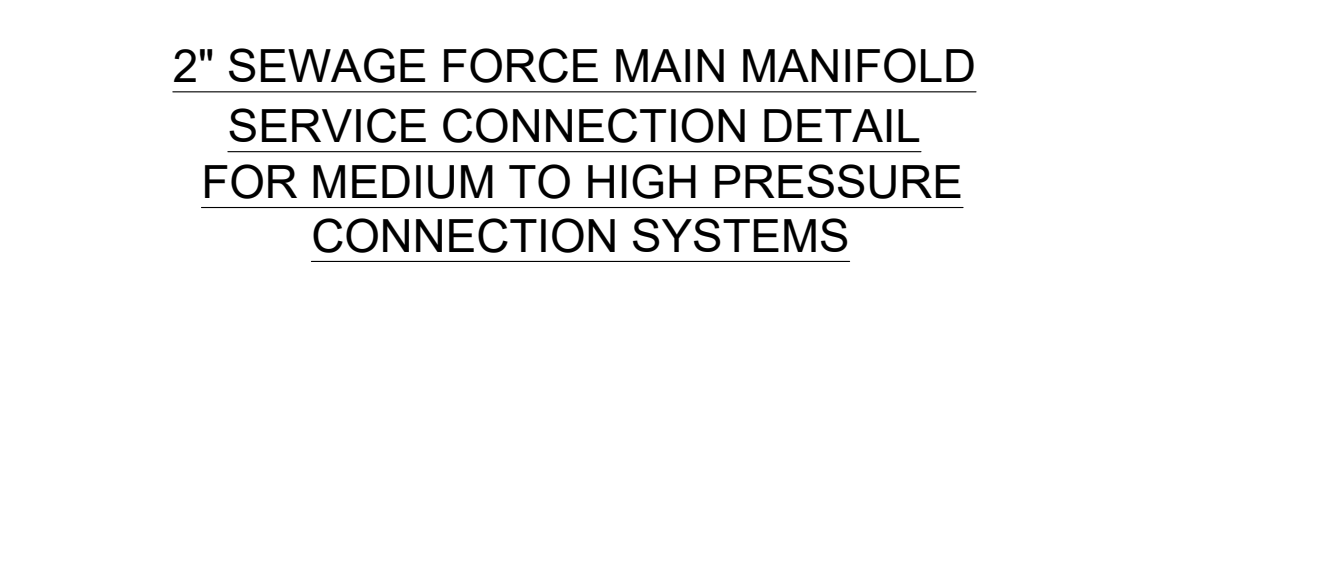 2" SEWAGE FORCE MAIN MANIFOLD
SERVICE CONNECTION DETAIL
FOR MEDIUM TO HIGH PRESSURE
CONNECTION SYSTEMS